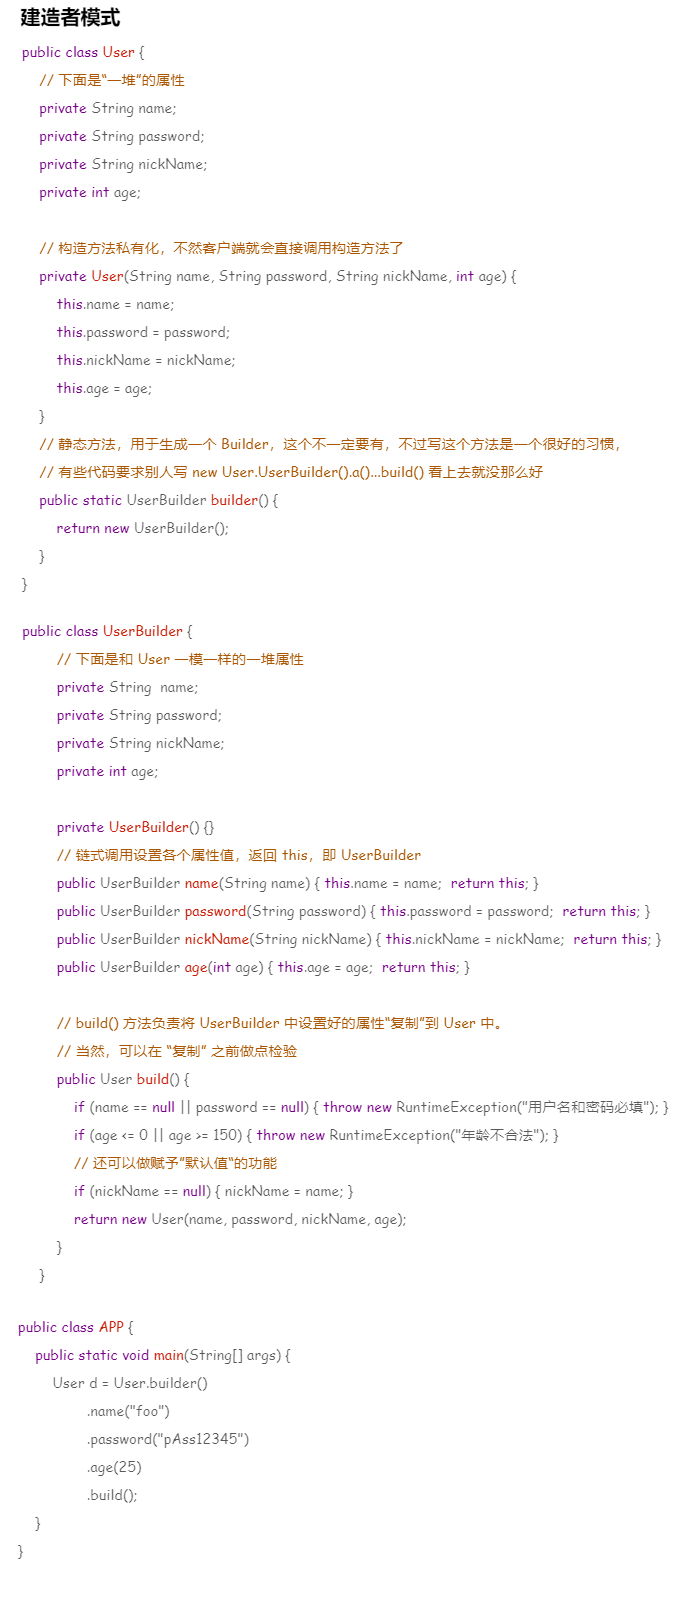 建造者模式
public class User {
// 下面是“一堆”的属性
private String name;
private String password;
private String nickName;
private int age;
// 构造方法私有化，不然客户端就会直接调用构造方法了
private User(String name, String password, String nickName, int age) {
this.name = name;
this.password = password;
this.nickName = nickName;
this.age = age;
}
// 静态方法，用于生成一个 Builder，这个不一定要有，不过写这个方法是一个很好的习惯，
// 有些代码要求别人写 new User.UserBuilder().a()...build() 看上去就没那么好
public static UserBuilder builder() {
return new UserBuilder();
}
}
public class UserBuilder {
// 下面是和 User 一模一样的一堆属性
private String  name;
private String password;
private String nickName;
private int age;
private UserBuilder() {}
// 链式调用设置各个属性值，返回 this，即 UserBuilder
public UserBuilder name(String name) { this.name = name;  return this; }
public UserBuilder password(String password) { this.password = password;  return this; }
public UserBuilder nickName(String nickName) { this.nickName = nickName;  return this; }
public UserBuilder age(int age) { this.age = age;  return this; }
// build() 方法负责将 UserBuilder 中设置好的属性“复制”到 User 中。
// 当然，可以在 “复制” 之前做点检验
public User build() {
if (name == null || password == null) { throw new RuntimeException("用户名和密码必填"); }
if (age <= 0 || age >= 150) { throw new RuntimeException("年龄不合法"); }
// 还可以做赋予”默认值“的功能
if (nickName == null) { nickName = name; }
return new User(name, password, nickName, age);
}
}
public class APP {
public static void main(String[] args) {
User d = User.builder()
.name("foo")
.password("pAss12345")
.age(25)
.build();
}
}